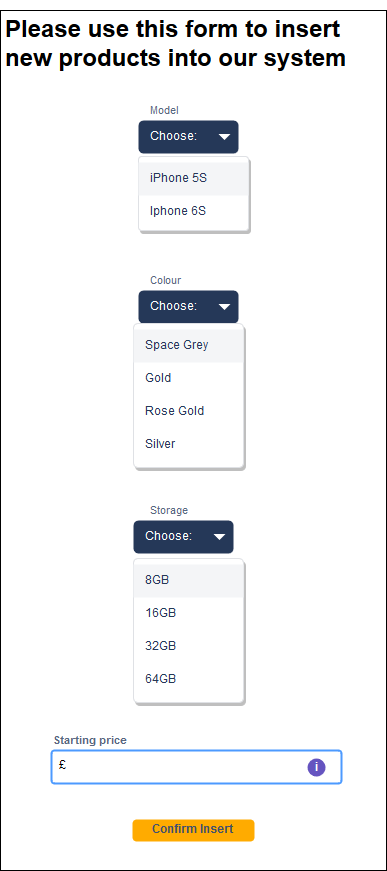 Please use this form to insert
new products into our system
Model
Choose:
iPhone 5S
Iphone 6S
Colour
Choose:
Space Grey
Gold
Rose Gold
Silver
Storage
Choose:
8GB
16GB
32GB
64GB
Starting price
£ i
Confirm Insert